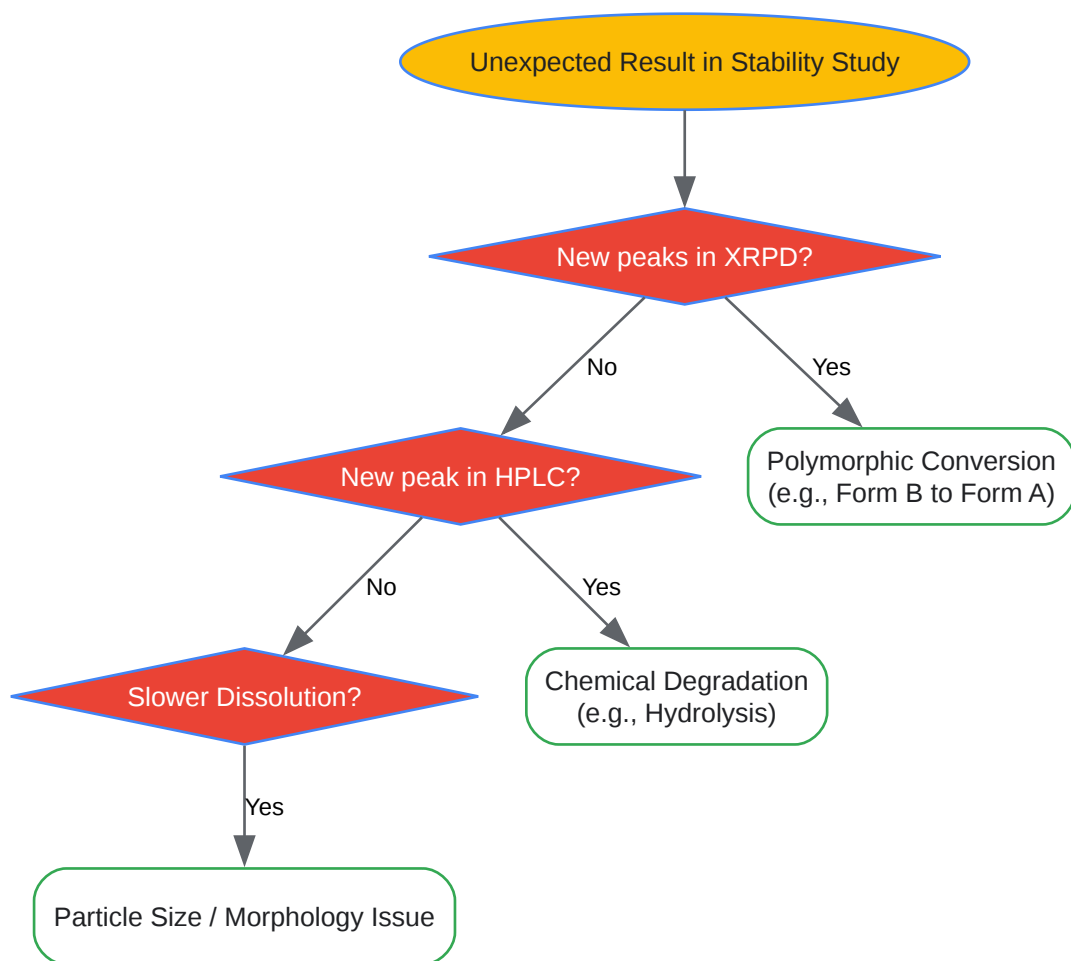 Unexpected Result in Stability Study
New peaks in XRPD?
No
Yes
New peak in HPLC?
Polymorphic Conversion
(e.g., Form B to Form A)
No
Yes
Slower Dissolution?
Chemical Degradation
(e.g., Hydrolysis)
Yes
Particle Size / Morphology Issue